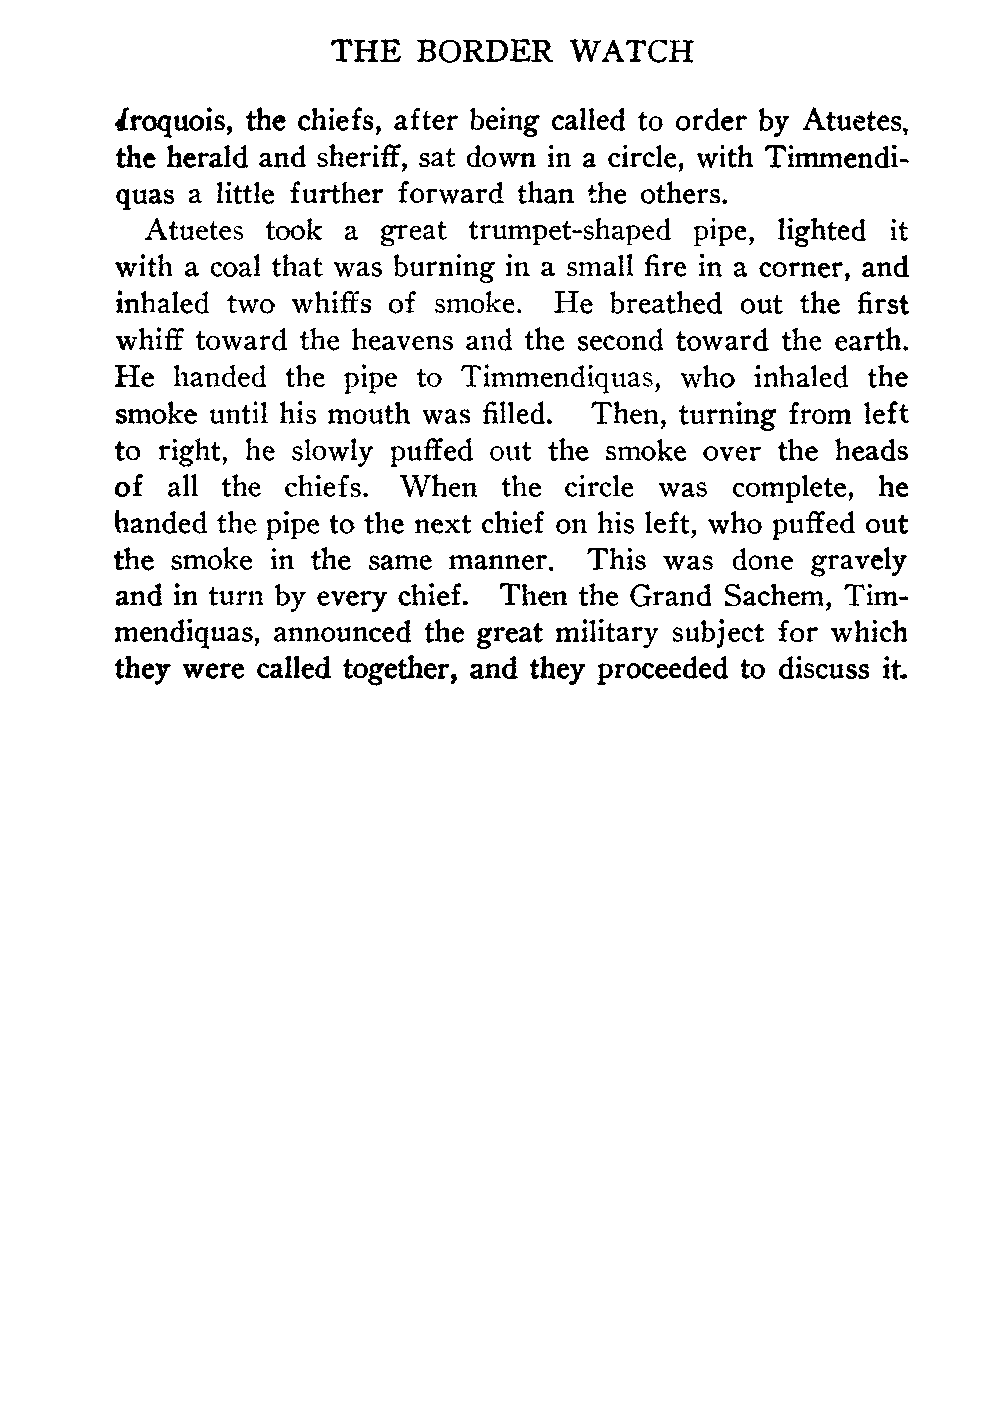 THE BORDER WATCH
Iroquois, the chiefs, after being called to order by Atuetes,
the herald and sheriff, sat down in a circle, with Timmendi-
quas a little further forward than the others.
Atuetes took a great trumpet-shaped pipe, lighted it
with a coal that was burning in a small fire in a corner, and
inhaled two whiffs of smoke. He breathed out the first
whiff toward the heavens and the second toward the earth.
He handed the pipe to Timmendiquas, who inhaled the
smoke until his mouth was filled. Then, turning from left
to right, he slowly puffed out the smoke over the heads
of all the chiefs. When the circle was complete, he
handed the pipe to the next chief on his left, who puffed out
the smoke in the same manner. This was done gravely
and in turn by every chief. Then the Grand Sachem, Tim-
mendiquas, announced the great military subject for which
they were called together, and they proceeded to discuss it.